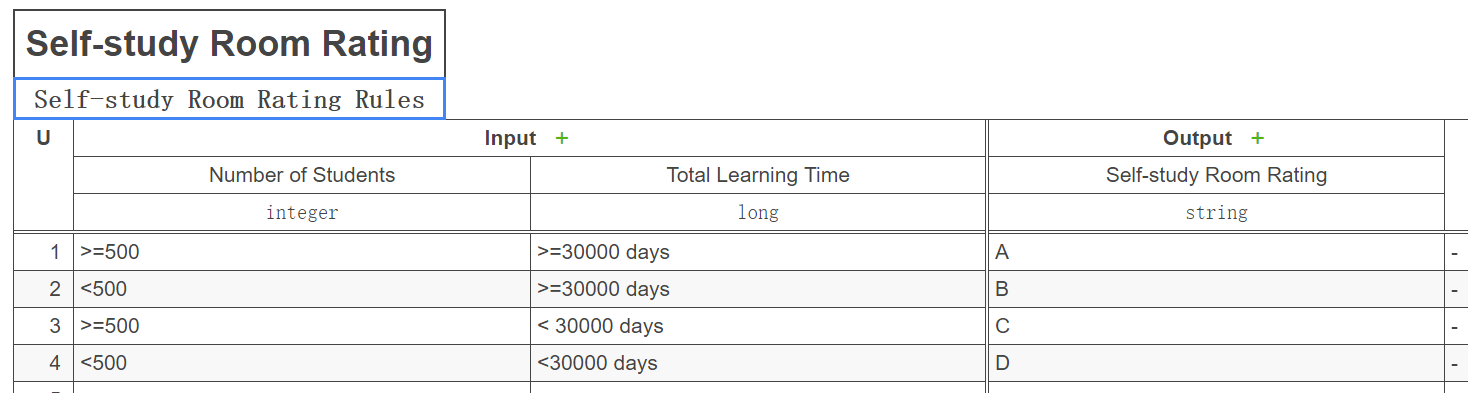 Self-study Room Rating
Self-study Room Rating Rules
U Input + Output +
Number of Students Total Learning Time Self-study Room Rating
integer long string
1 >=500 >=30000 days A -
2 <500 >=30000 days B -
3 >=500 < 30000 days C -
4 <500 <30000 days D -